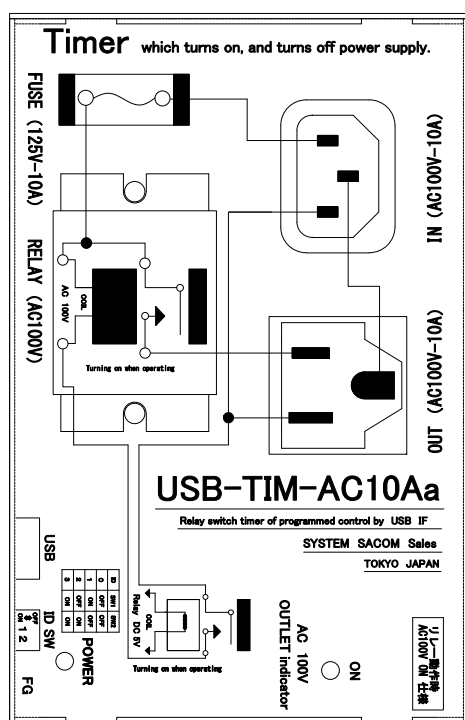 Timer which turns on, and turns off power supply.
FUSE (125V-10A)
IN (AC100V-10A)
RELAY (AC100V)
AC 100V
COIL
Turning on when operating
OUT (AC100V-10A)
USB-TIM-AC10Aa
Relay switch timer of programmed control by USB IF
SYSTEM SACOM Sales
TOKYO JAPAN
USB
ID SW1 SW2
0 OFF OFF
1 ON OFF
2 OFF ON
3 ON ON
ID SW
OFF
ON
1 2
POWER
FG
COIL
Relay DC 5V
Turning on when operating
AC 100V
OUTLET indicator
ON
リレー動作時
AC100V ON 仕様